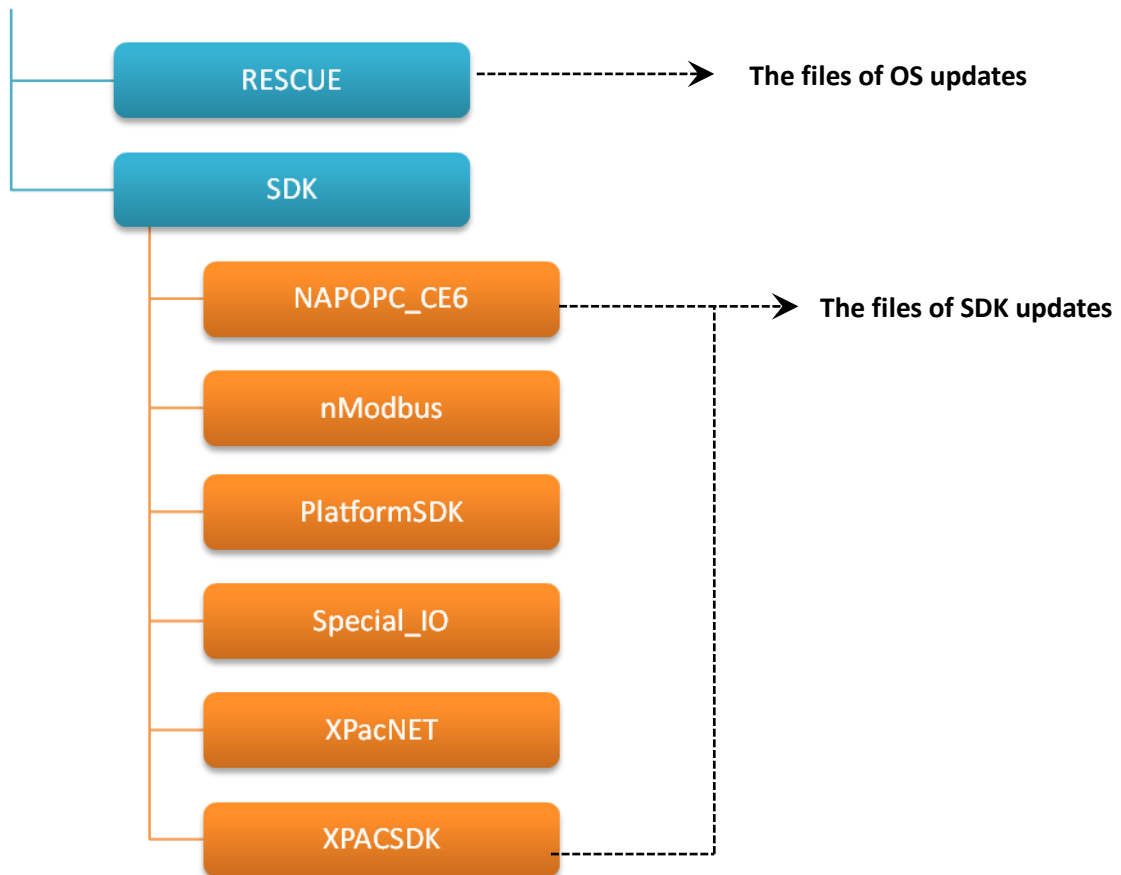 RESCUE
The files of OS updates
SDK
NAPOPC_CE6
The files of SDK updates
nModbus
PlatformSDK
Special_IO
XPacNET
XPACSDK